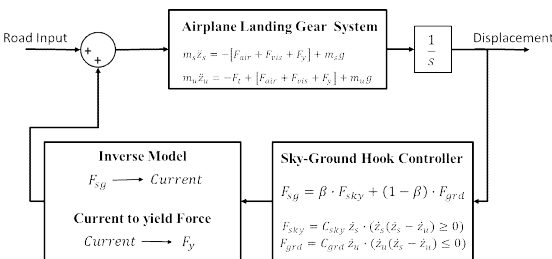 Road Input
Airplane Landing Gear System
Displacement
+
+
m_s z̈_s = −[F_air + F_vis + F_y] + m_s g
m_u z̈_u = −F_t + [F_air + F_vis + F_y] + m_u g
1
s
Inverse Model
F_sg ⟶ Current
Current to yield Force
Current ⟶ F_y
Sky-Ground Hook Controller
F_sg = β · F_sky + (1 − β) · F_grd
F_sky = C_sky ż_s · (ż_s(ż_s − ż_u) ≥ 0)
F_grd = C_grd ż_u · (ż_u(ż_s − ż_u) ≤ 0)